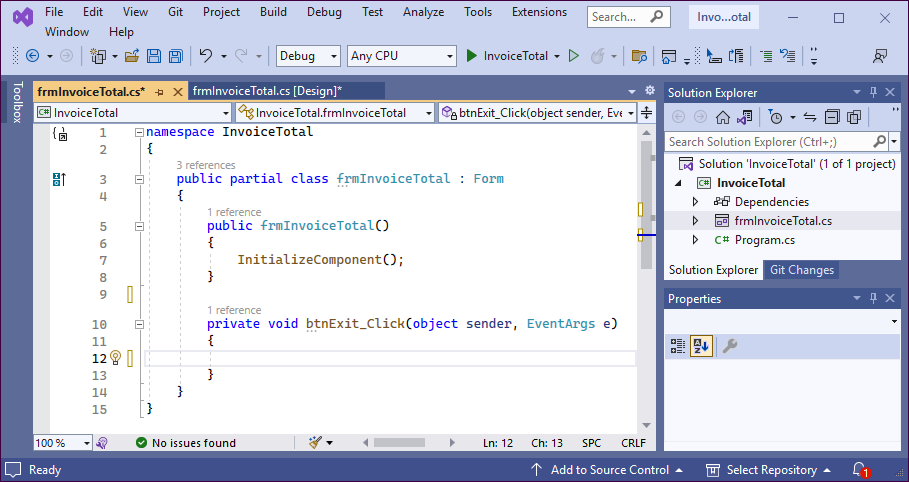 File Edit View Git Project Build Debug Test Analyze Tools Extensions Search... Invo...otal
Window Help
Debug Any CPU InvoiceTotal
Toolbox
frmInvoiceTotal.cs* frmInvoiceTotal.cs [Design]*
C# InvoiceTotal InvoiceTotal.frmInvoiceTotal btnExit_Click(object sender, Eve
1 namespace InvoiceTotal
2 {
3 references
3 public partial class frmInvoiceTotal : Form
4 {
1 reference
5 public frmInvoiceTotal()
6 {
7 InitializeComponent();
8 }
9
1 reference
10 private void btnExit_Click(object sender, EventArgs e)
11 {
12
13 }
14 }
15 }
100 % No issues found Ln: 12 Ch: 13 SPC CRLF
Solution Explorer
Search Solution Explorer (Ctrl+;)
Solution 'InvoiceTotal' (1 of 1 project)
C# InvoiceTotal
Dependencies
frmInvoiceTotal.cs
C# Program.cs
Solution Explorer Git Changes
Properties
A Z
Ready Add to Source Control Select Repository 1